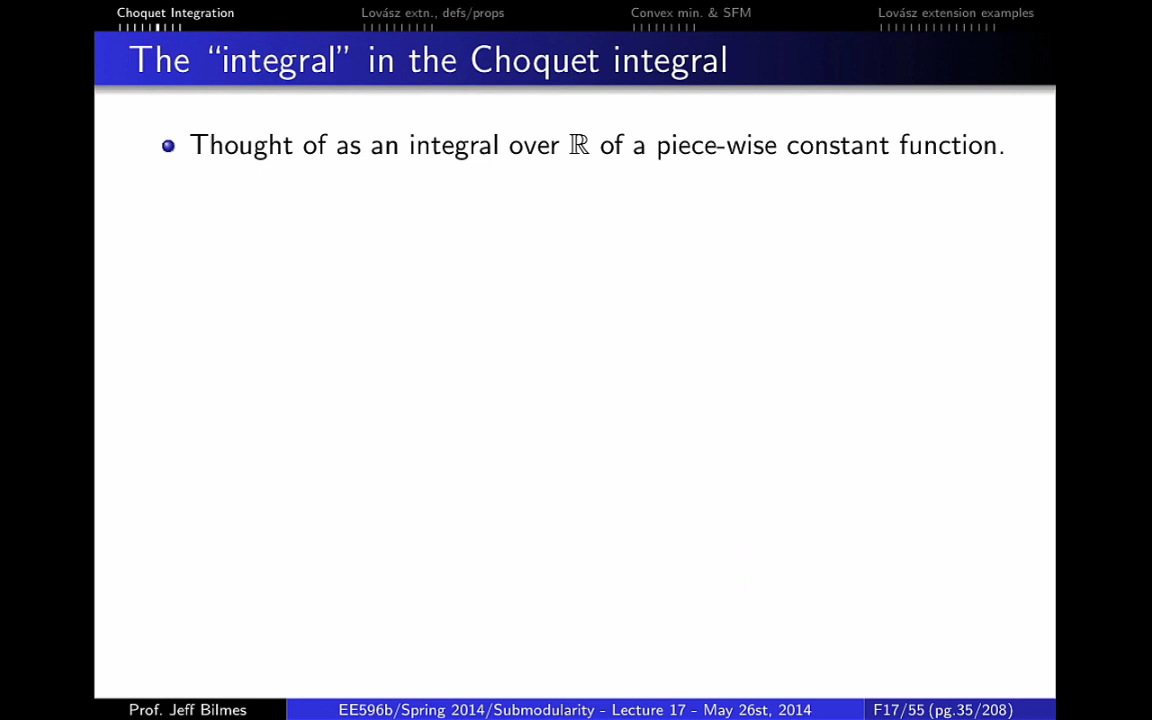 Choquet Integration Lovász extn., defs/props Convex min. & SFM Lovász extension examples
The “integral” in the Choquet integral
Thought of as an integral over ℝ of a piece-wise constant function.
Prof. Jeff Bilmes EE596b/Spring 2014/Submodularity - Lecture 17 - May 26st, 2014 F17/55 (pg.35/208)